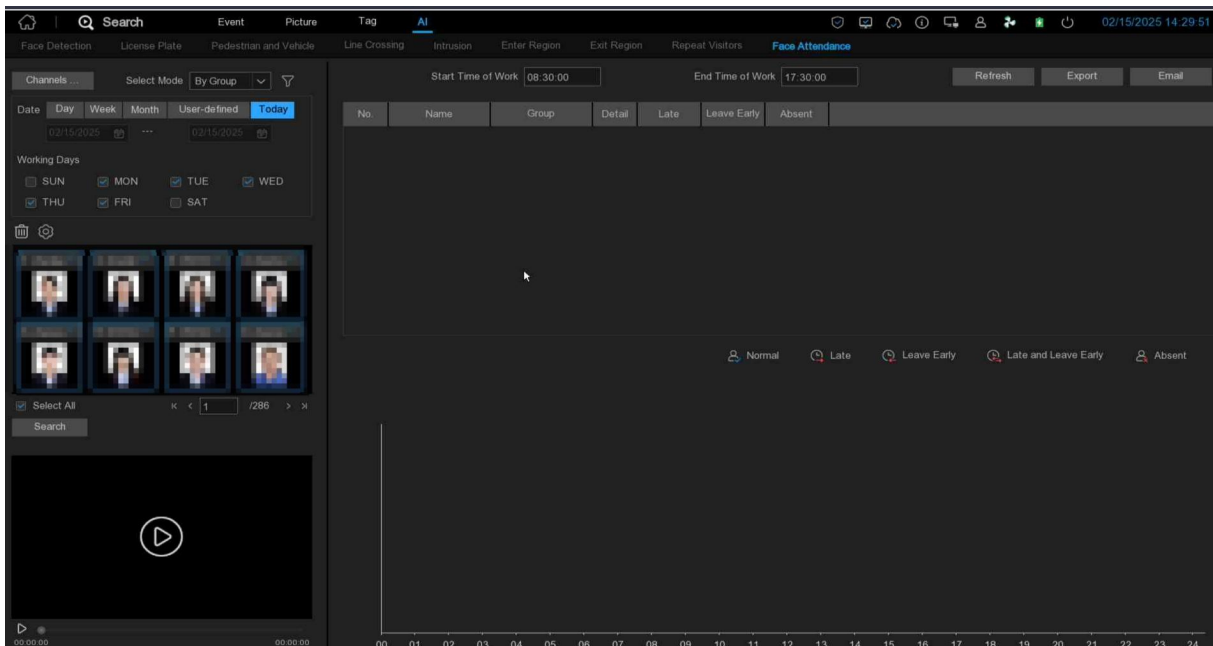 Search Event Picture Tag AI 02/15/2025 14:29:51
Face Detection License Plate Pedestrian and Vehicle Line Crossing Intrusion Enter Region Exit Region Repeat Visitors Face Attendance
Channels ... Select Mode By Group
Start Time of Work 08:30:00 End Time of Work 17:30:00 Refresh Export Email
Date Day Week Month User-defined Today
02/15/2025 --- 02/15/2025
Working Days
SUN MON TUE WED
THU FRI SAT
No. Name Group Detail Late Leave Early Absent
Select All 1 /286
Search
Normal Late Leave Early Late and Leave Early Absent
00:00:00 00:00:00
00 01 02 03 04 05 06 07 08 09 10 11 12 13 14 15 16 17 18 19 20 21 22 23 24